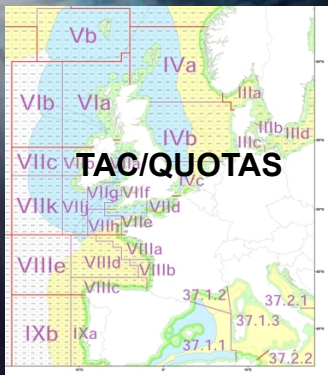 Vb
IVa
VIb
VIa
IIIa
IIIb
IIIc
IIId
IVb
VIIc
TAC/QUOTAS
IVc
VIIg
VIIf
VIIk
VIIj
VIId
VIIh
VIIe
VIIIa
VIIIe
VIIId
VIIIb
VIIIc
37.1.2
37.2.1
37.1.3
IXb
IXa
37.1.1
37.2.2